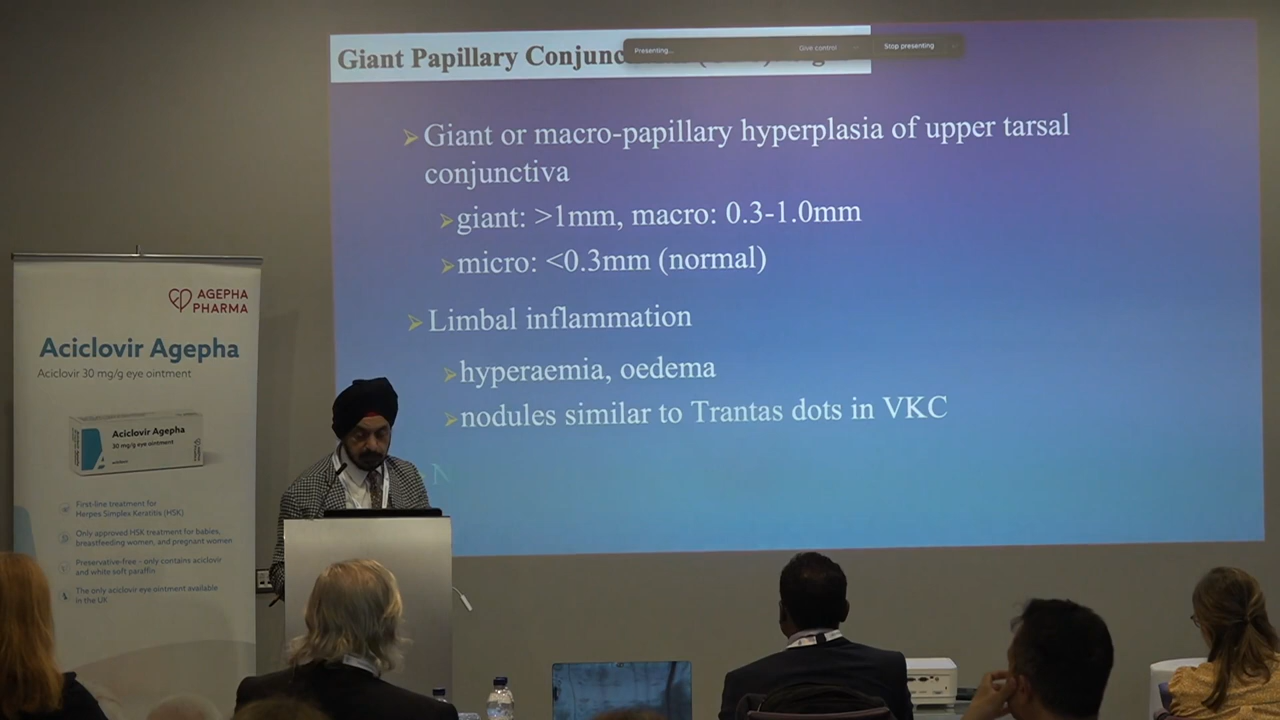 Giant Papillary Conjunc
Presenting...
Give control
Stop presenting
Giant or macro-papillary hyperplasia of upper tarsal
conjunctiva
giant: >1mm, macro: 0.3-1.0mm
micro: <0.3mm (normal)
Limbal inflammation
hyperaemia, oedema
nodules similar to Trantas dots in VKC
N
AGEPHA
PHARMA
Aciclovir Agepha
Aciclovir 30 mg/g eye ointment
Aciclovir Agepha
30 mg/g eye ointment
First-line treatment for
Herpes Simplex Keratitis (HSK)
Only approved HSK treatment for babies,
breastfeeding women, and pregnant women
Preservative-free - only contains aciclovir
and white soft paraffin
The only aciclovir eye ointment available
in the UK